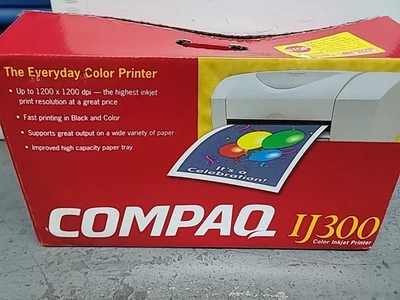 STOP
The Everyday Color Printer
• Up to 1200 x 1200 dpi — the highest inkjet
print resolution at a great price
• Fast printing in Black and Color
• Supports great output on a wide variety of paper
• Improved high capacity paper tray
It's a
Celebration!
COMPAQ IJ300
Color Inkjet Printer